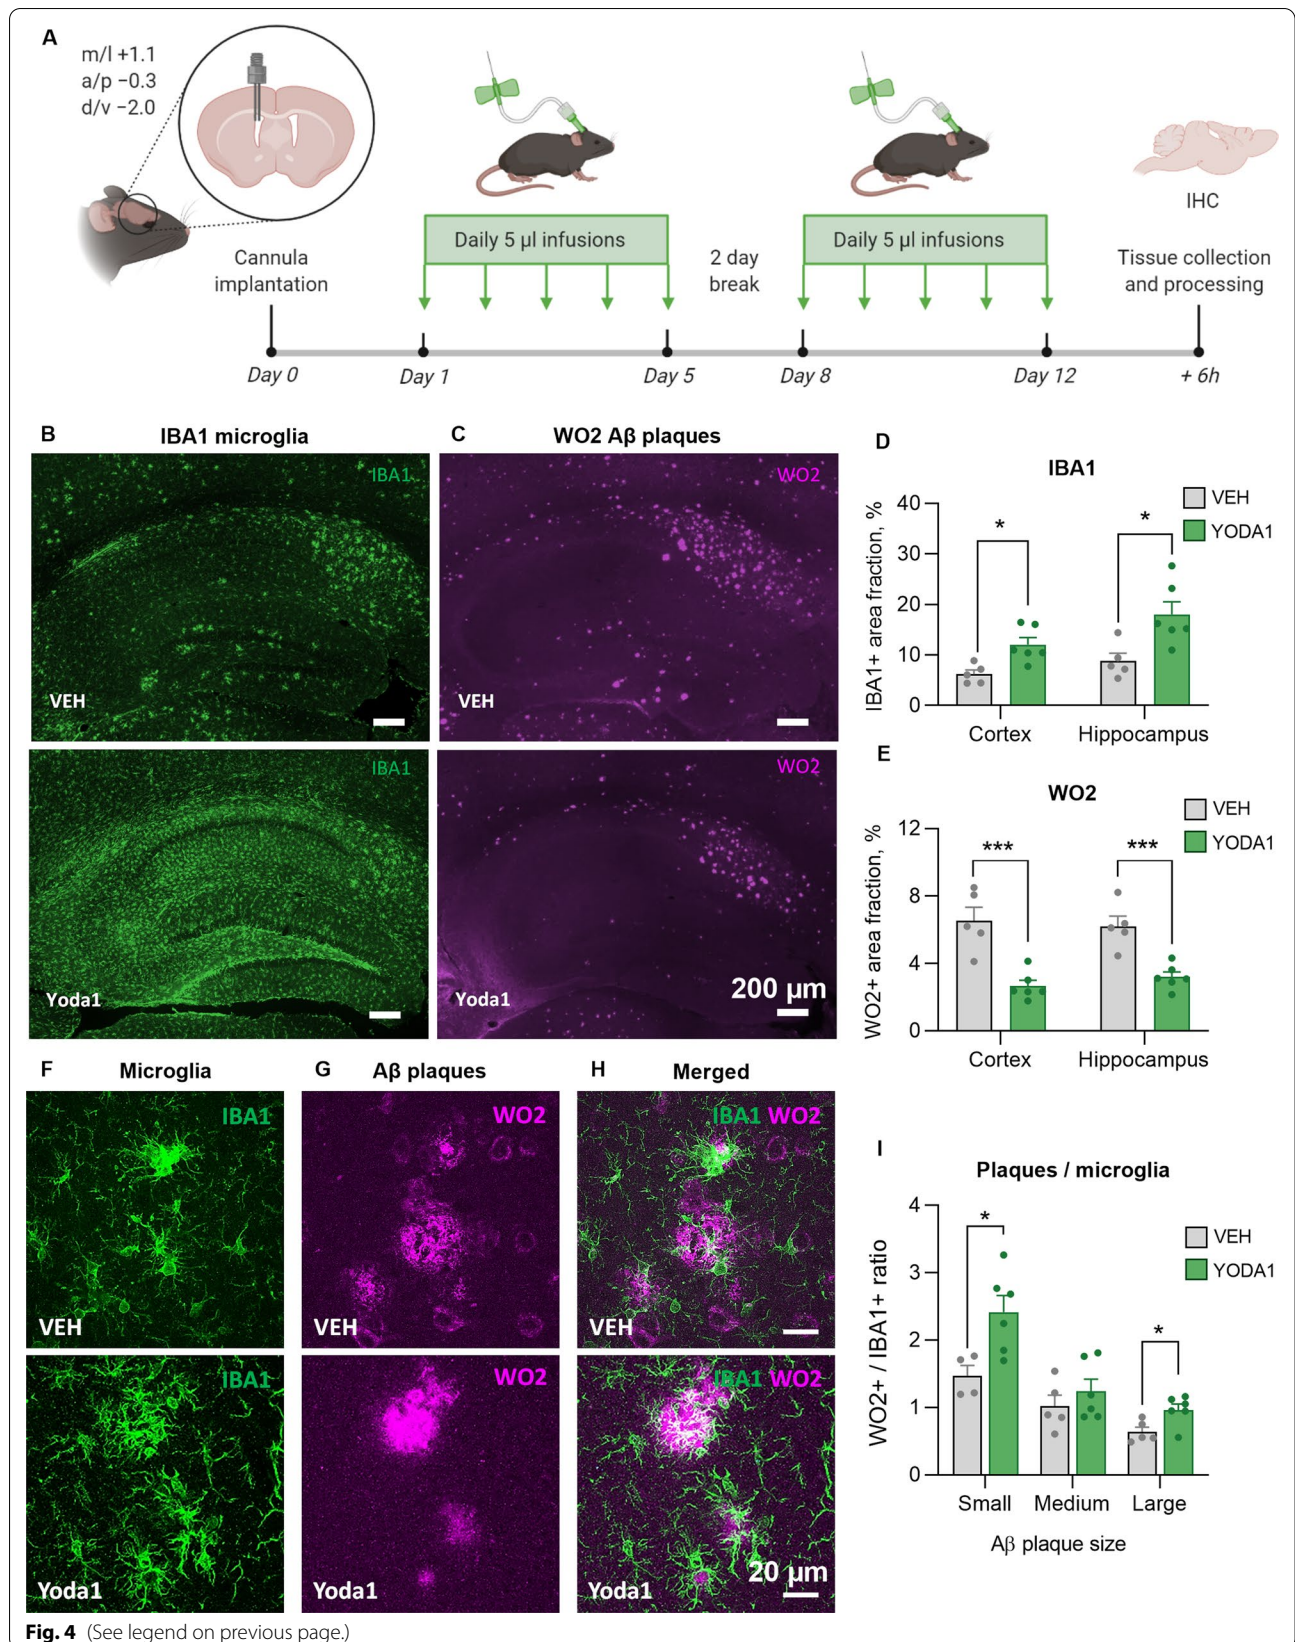 A
m/l +1.1
a/p −0.3
d/v −2.0
Cannula
implantation
Daily 5 µl infusions
2 day
break
Daily 5 µl infusions
IHC
Tissue collection
and processing
Day 0
Day 1
Day 5
Day 8
Day 12
+ 6h
B
IBA1 microglia
IBA1
VEH
IBA1
Yoda1
C
WO2 Aβ plaques
WO2
VEH
WO2
Yoda1
200 µm
D
IBA1
VEH
YODA1
IBA1+ area fraction, %
40
30
20
10
0
*
*
Cortex
Hippocampus
E
WO2
VEH
YODA1
WO2+ area fraction, %
12
8
4
0
***
***
Cortex
Hippocampus
F
Microglia
IBA1
VEH
IBA1
Yoda1
G
Aβ plaques
WO2
VEH
WO2
Yoda1
H
Merged
IBA1 WO2
VEH
IBA1 WO2
Yoda1
20 µm
I
Plaques / microglia
VEH
YODA1
WO2+ / IBA1+ ratio
4
3
2
1
0
*
*
Small
Medium
Large
Aβ plaque size
Fig. 4 (See legend on previous page.)